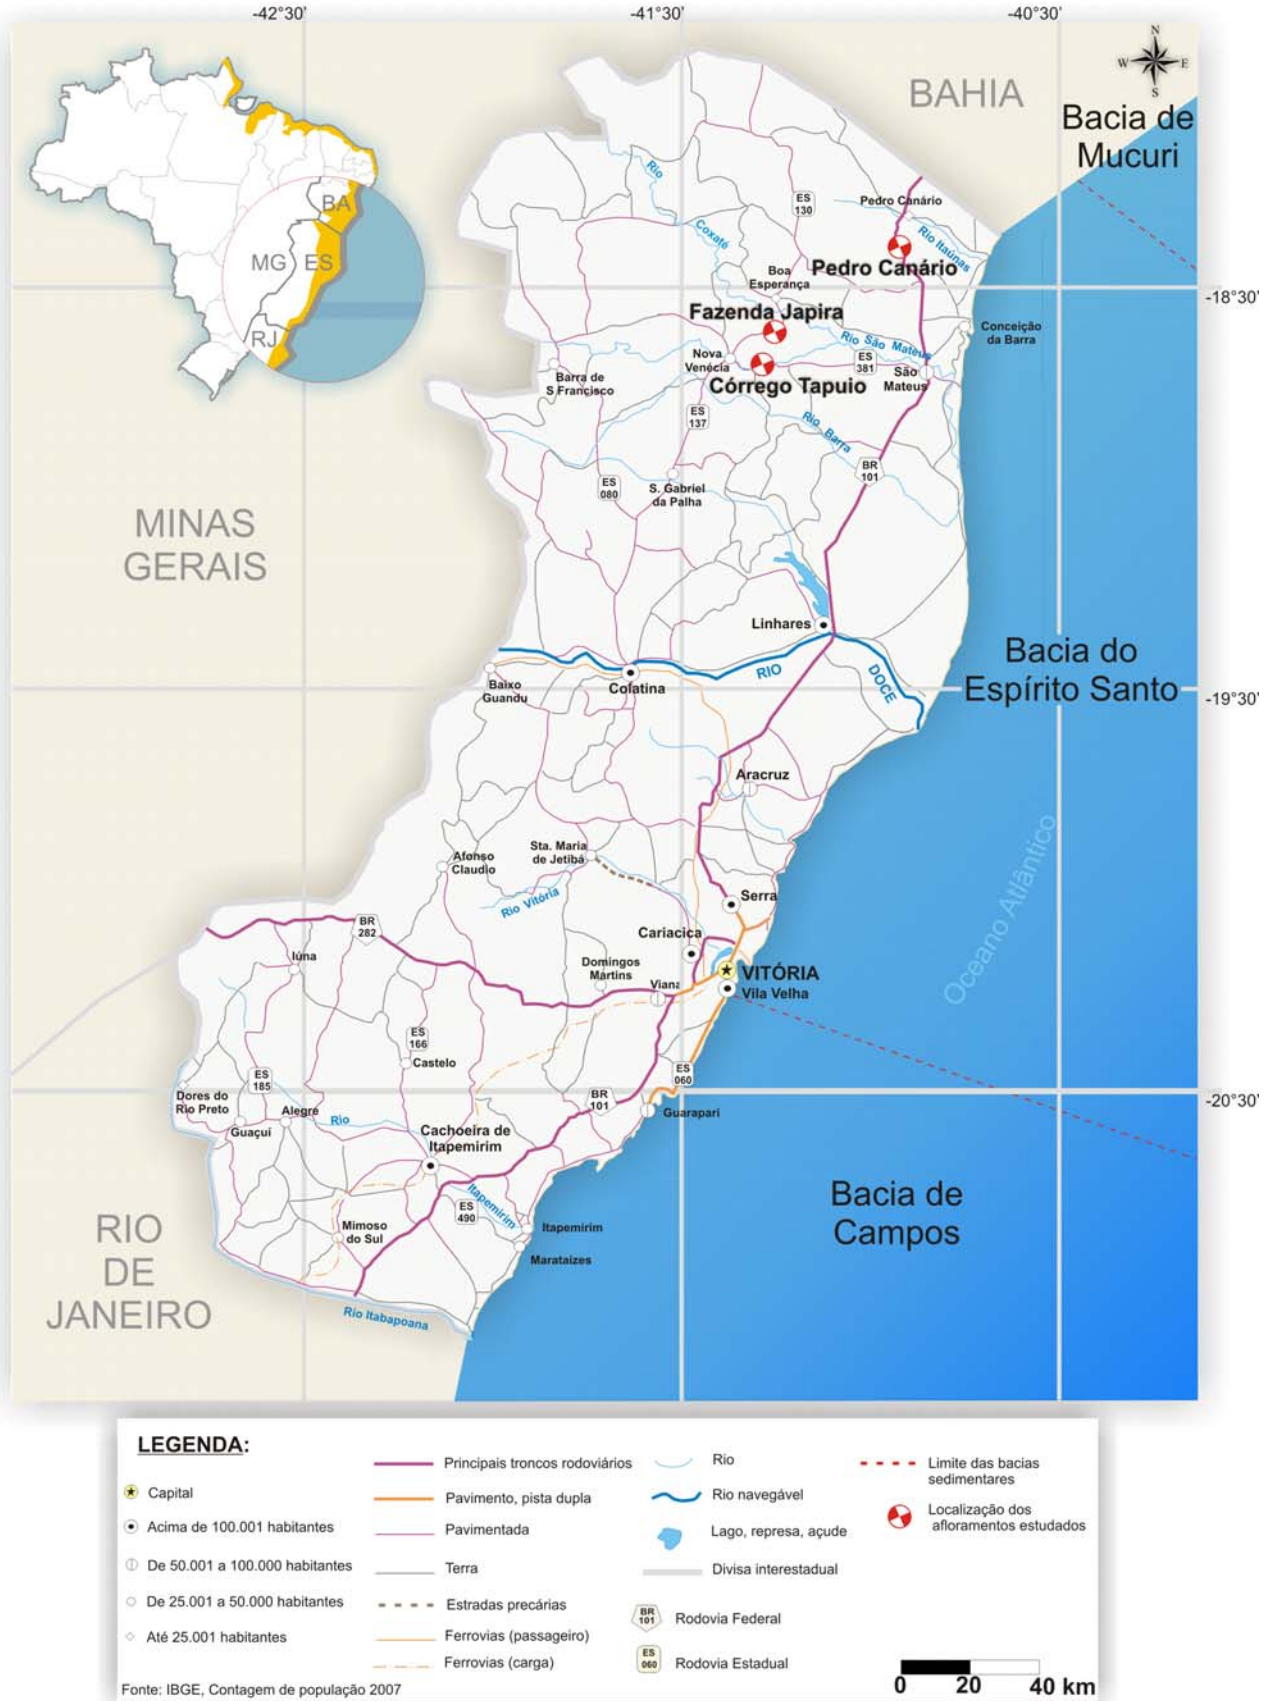 -42°30'
-41°30'
-40°30'
N
W
E
S
BAHIA
Bacia de
Mucuri
BA
MG
ES
RJ
Rio
Coxaté
ES
130
Pedro Canário
Rio Itaúnas
Pedro Canário
Boa
Esperança
-18°30'
Fazenda Japira
Conceição
da Barra
Rio São Mateus
Nova
Venécia
ES
381
São
Mateus
Barra de
S Francisco
Córrego Tapuio
ES
137
Rio Barra
BR
101
ES
080
S. Gabriel
da Palha
MINAS
GERAIS
Linhares
RIO
DOCE
Bacia do
Espírito Santo
Baixo
Guandu
Colatina
-19°30'
Aracruz
Oceano Atlântico
Afonso
Claudio
Sta. Maria
de Jetibá
Rio Vitória
Serra
BR
282
Cariacica
Iúna
Domingos
Martins
Viana
VITÓRIA
Vila Velha
ES
166
Castelo
ES
185
ES
060
Dores do
Rio Preto
BR
101
-20°30'
Guaçuí
Alegre
Rio
Guarapari
Cachoeira de
Itapemirim
Itapemirim
ES
490
Bacia de
Campos
Mimoso
do Sul
Itapemirim
Marataizes
RIO
DE
JANEIRO
Rio Itabapoana
LEGENDA:
Capital
Acima de 100.001 habitantes
De 50.001 a 100.000 habitantes
De 25.001 a 50.000 habitantes
Até 25.001 habitantes
Principais troncos rodoviários
Pavimento, pista dupla
Pavimentada
Terra
Estradas precárias
Ferrovias (passageiro)
Ferrovias (carga)
Rio
Rio navegável
Lago, represa, açude
Divisa interestadual
BR
101
Rodovia Federal
ES
060
Rodovia Estadual
Limite das bacias
sedimentares
Localização dos
afloramentos estudados
0 20 40 km
Fonte: IBGE, Contagem de população 2007